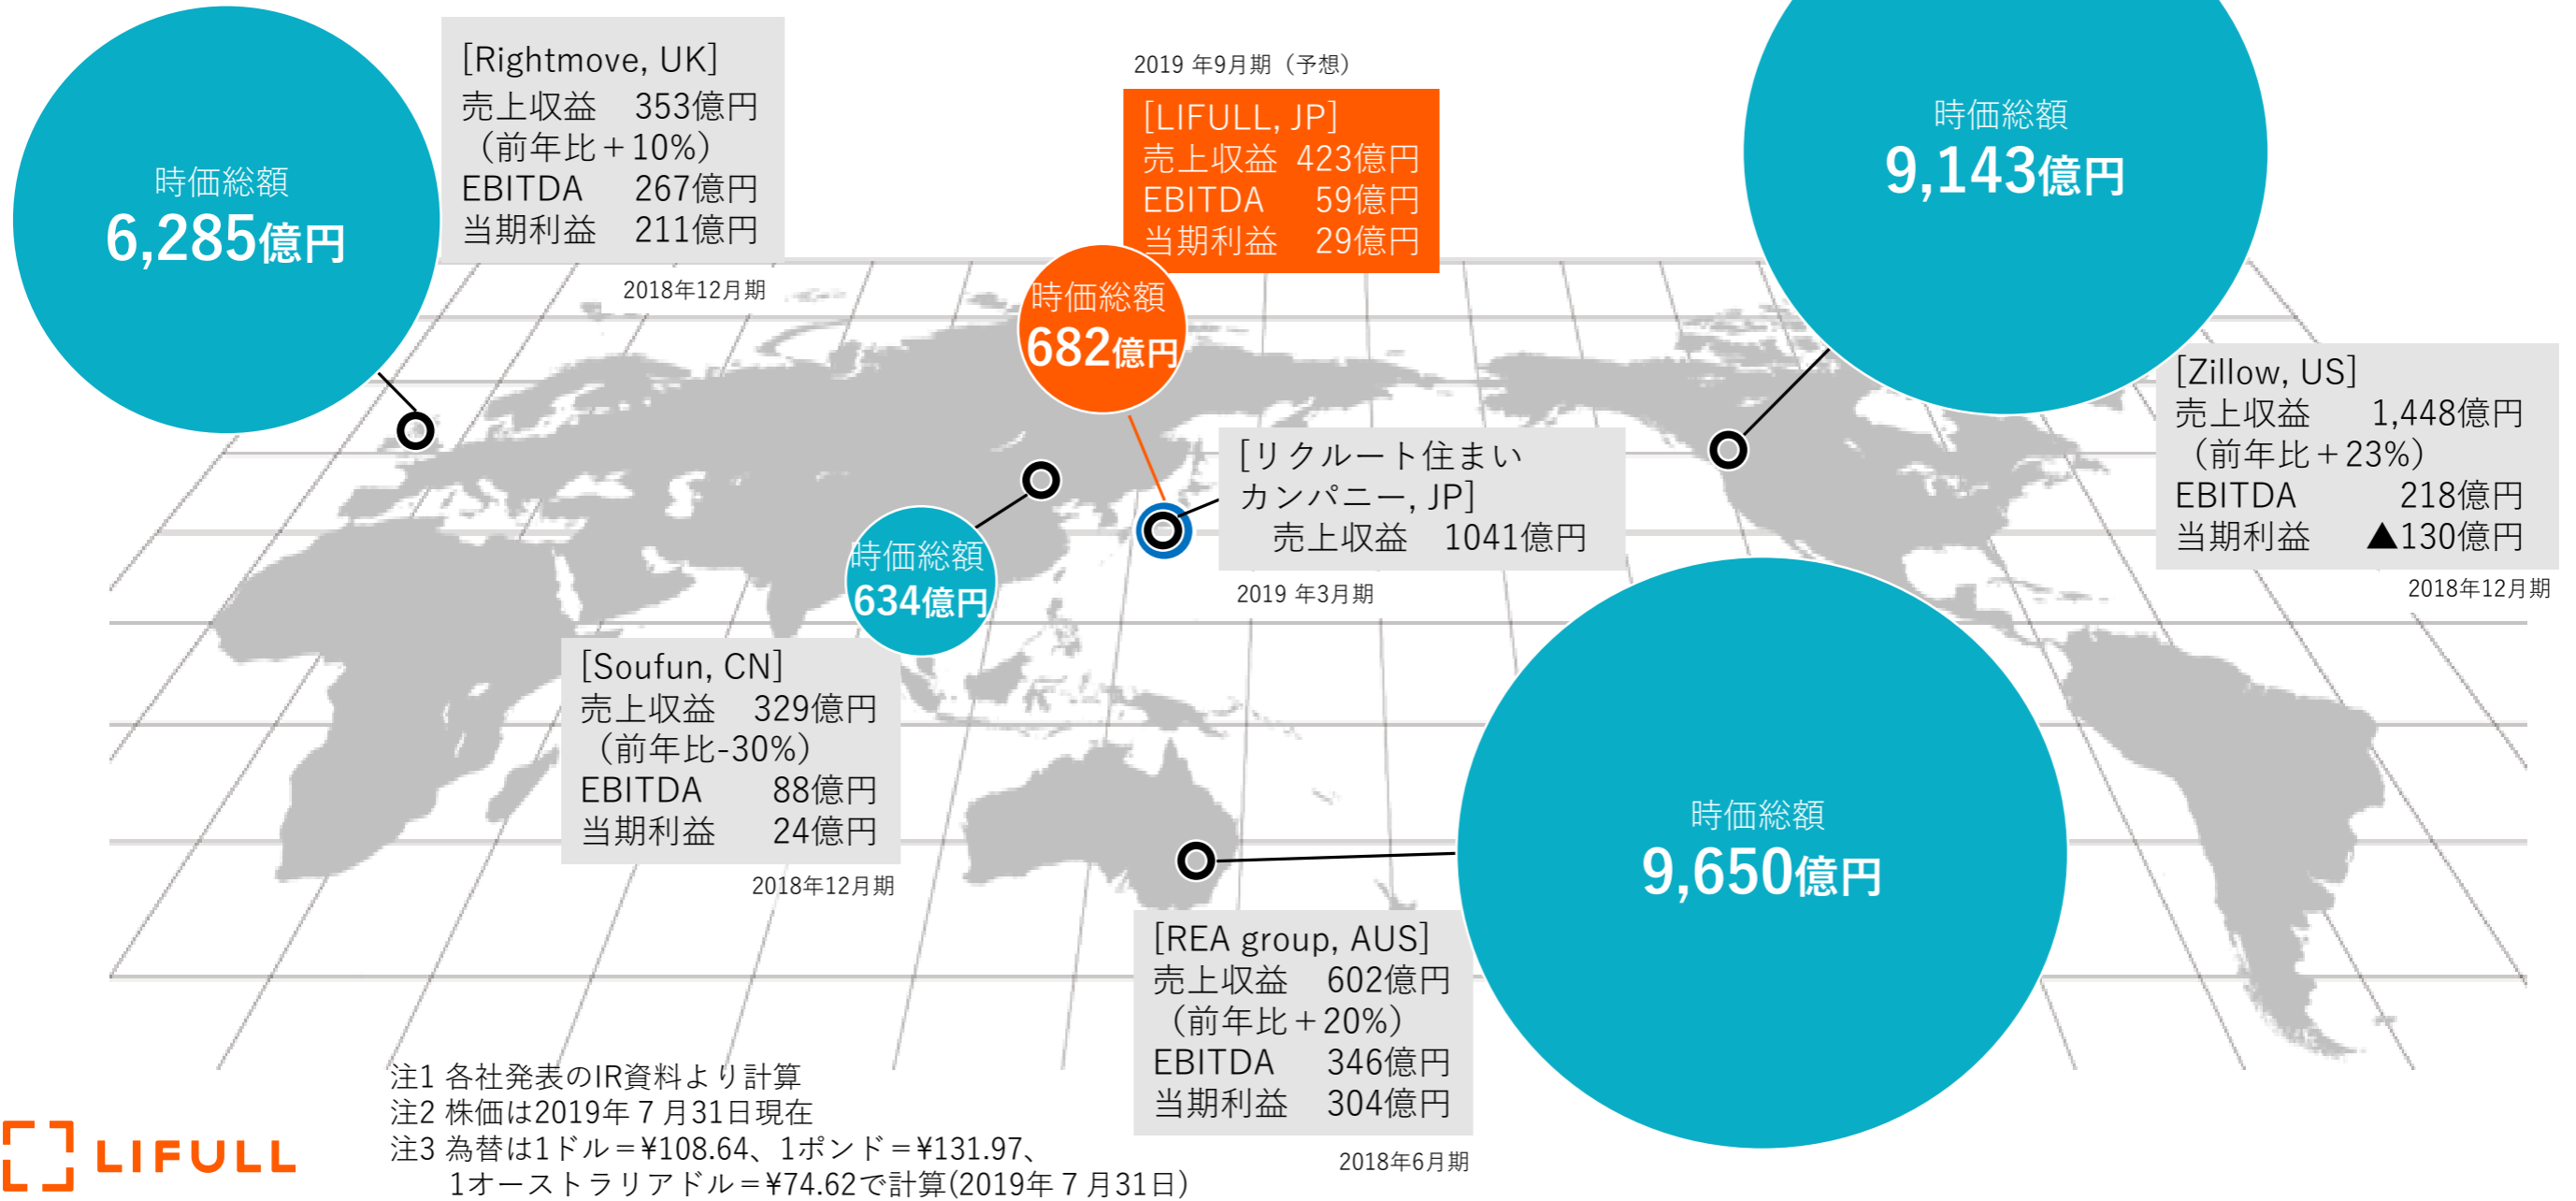 時価総額
6,285億円
[Rightmove, UK]
売上収益 353億円
（前年比＋10%）
EBITDA 267億円
当期利益 211億円
2018年12月期
2019 年9月期（予想）
[LIFULL, JP]
売上収益 423億円
EBITDA 59億円
当期利益 29億円
時価総額
682億円
時価総額
9,143億円
[Zillow, US]
売上収益 1,448億円
（前年比＋23%）
EBITDA 218億円
当期利益 ▲130億円
2018年12月期
[リクルート住まい
カンパニー, JP]
売上収益 1041億円
2019 年3月期
時価総額
634億円
[Soufun, CN]
売上収益 329億円
（前年比-30%）
EBITDA 88億円
当期利益 24億円
2018年12月期
時価総額
9,650億円
[REA group, AUS]
売上収益 602億円
（前年比＋20%）
EBITDA 346億円
当期利益 304億円
2018年6月期
注1 各社発表のIR資料より計算
注2 株価は2019年７月31日現在
注3 為替は1ドル＝¥108.64、1ポンド＝¥131.97、
1オーストラリアドル＝¥74.62で計算(2019年７月31日)
LIFULL